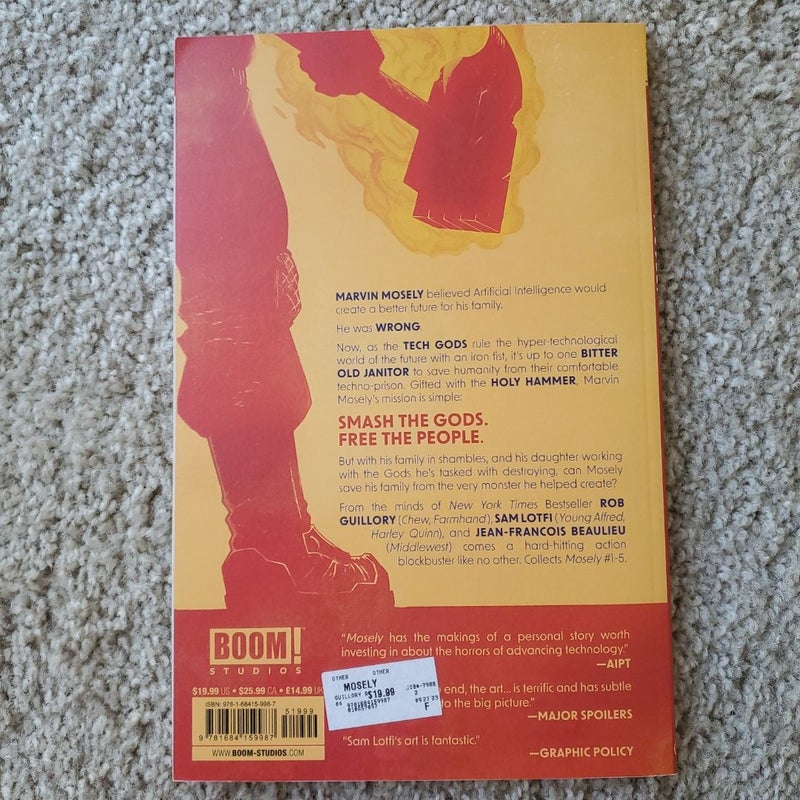 MARVIN MOSELY believed Artificial Intelligence would
create a better future for his family.
He was WRONG.
Now, as the TECH GODS rule the hyper-technological
world of the future with an iron fist, it's up to one BITTER
OLD JANITOR to save humanity from their comfortable
techno-prison. Gifted with the HOLY HAMMER, Marvin
Mosely's mission is simple:
SMASH THE GODS.
FREE THE PEOPLE.
But with his family in shambles, and his daughter working
with the Gods he's tasked with destroying, can Mosely
save his family from the very monster he helped create?
From the minds of New York Times Bestseller ROB
GUILLORY (Chew, Farmhand), SAM LOTFI (Young Alfred,
Harley Quinn), and JEAN-FRANCOIS BEAULIEU
(Middlewest) comes a hard-hitting action
blockbuster like no other. Collects Mosely #1-5.
BOOM!
STUDIOS
$19.99 US • $25.99 CA • £14.99 UK
ISBN: 978-1-68415-998-7
51999
9 781684 159987
WWW.BOOM-STUDIOS.COM
"Mosely has the makings of a personal story worth
investing in about the horrors of advancing technology."
—AIPT
OTHER OTHER
MOSELY
GUILLORY $19.99
04 9781684159987 2
F
end, the art... is terrific and has subtle
to the big picture."
—MAJOR SPOILERS
"Sam Lotfi's art is fantastic."
—GRAPHIC POLICY